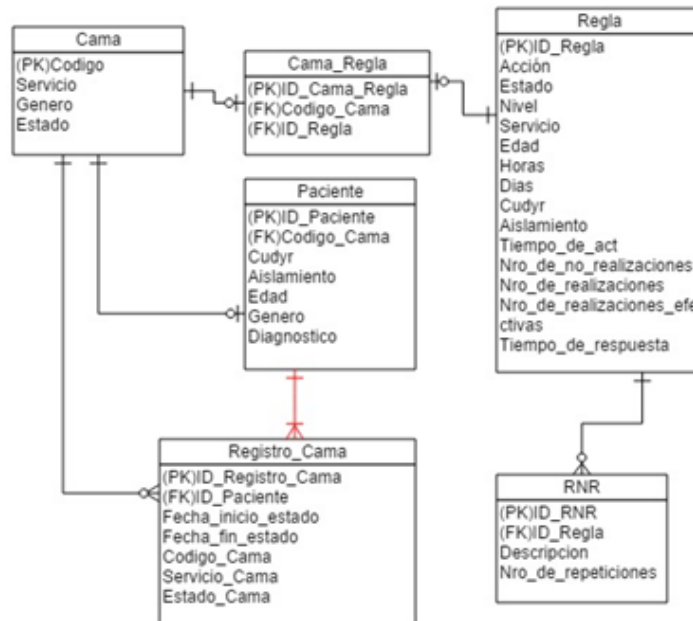 Cama
(PK)Codigo
Servicio
Genero
Estado
Cama_Regla
(PK)ID_Cama_Regla
(FK)Codigo_Cama
(FK)ID_Regla
Regla
(PK)ID_Regla
Acción
Estado
Nivel
Servicio
Edad
Horas
Dias
Cudyr
Aislamiento
Tiempo_de_act
Nro_de_no_realizaciones
Nro_de_realizaciones
Nro_de_realizaciones_efe
ctivas
Tiempo_de_respuesta
Paciente
(PK)ID_Paciente
(FK)Codigo_Cama
Cudyr
Aislamiento
Edad
Genero
Diagnostico
Registro_Cama
(PK)ID_Registro_Cama
(FK)ID_Paciente
Fecha_inicio_estado
Fecha_fin_estado
Codigo_Cama
Servicio_Cama
Estado_Cama
RNR
(PK)ID_RNR
(FK)ID_Regla
Descripcion
Nro_de_repeticiones